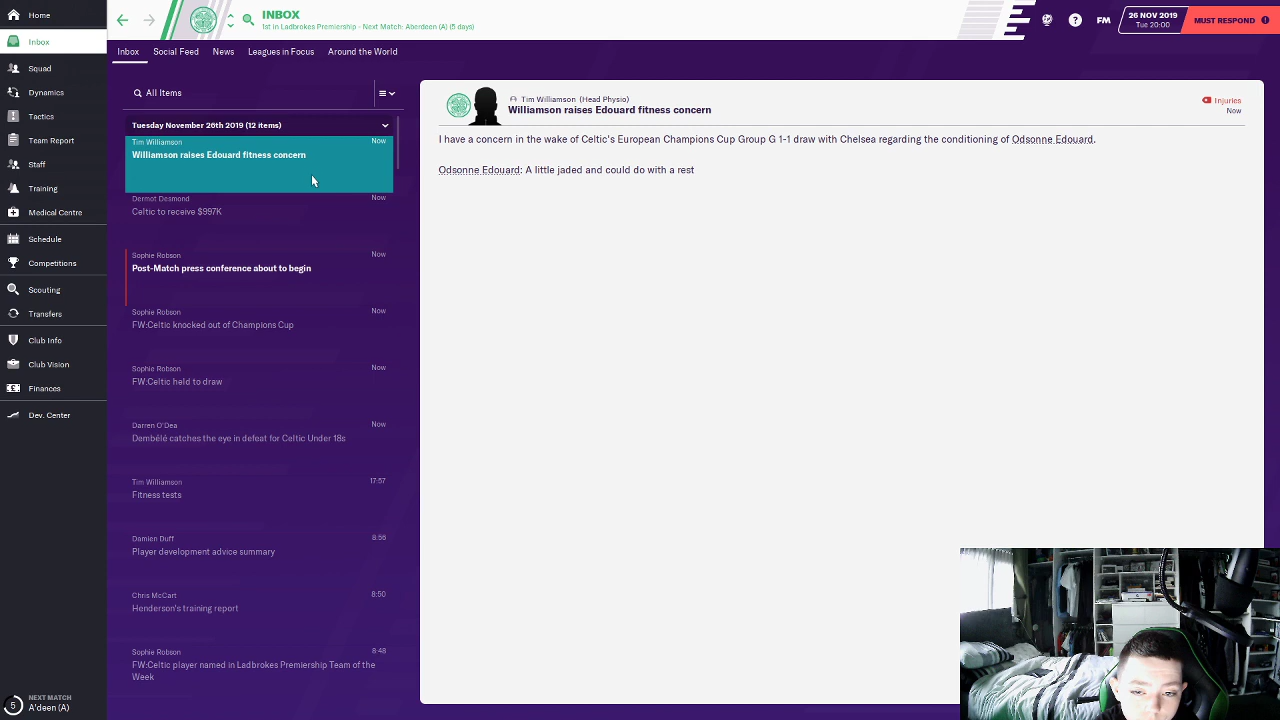 INBOX
1st in Ladbrokes Premiership - Next Match: Aberdeen (A) (5 days)
?
FM
26 NOV 2019
Tue 20:00
MUST RESPOND
Inbox
Social Feed
News
Leagues in Focus
Around the World
Inbox
Squad
Dynamics
Tactics
Team Report
Staff
Training
Medical Centre
Schedule
Competitions
Scouting
Transfers
Club Info
Club Vision
Finances
Dev. Center
5
NEXT MATCH
A'deen (A)
All Items
Tuesday November 26th 2019 (12 items)
Tim Williamson Now
Williamson raises Edouard fitness concern
Dermot Desmond Now
Celtic to receive $997K
Sophie Robson Now
Post-Match press conference about to begin
Sophie Robson Now
FW:Celtic knocked out of Champions Cup
Sophie Robson Now
FW:Celtic held to draw
Darren O'Dea Now
Dembélé catches the eye in defeat for Celtic Under 18s
Tim Williamson 17:57
Fitness tests
Damien Duff 8:56
Player development advice summary
Chris McCart 8:50
Henderson's training report
Sophie Robson 8:48
FW:Celtic player named in Ladbrokes Premiership Team of the
Week
Tim Williamson (Head Physio)
Williamson raises Edouard fitness concern
Injuries
Now
I have a concern in the wake of Celtic's European Champions Cup Group G 1-1 draw with Chelsea regarding the conditioning of Odsonne Edouard.
Odsonne Edouard: A little jaded and could do with a rest